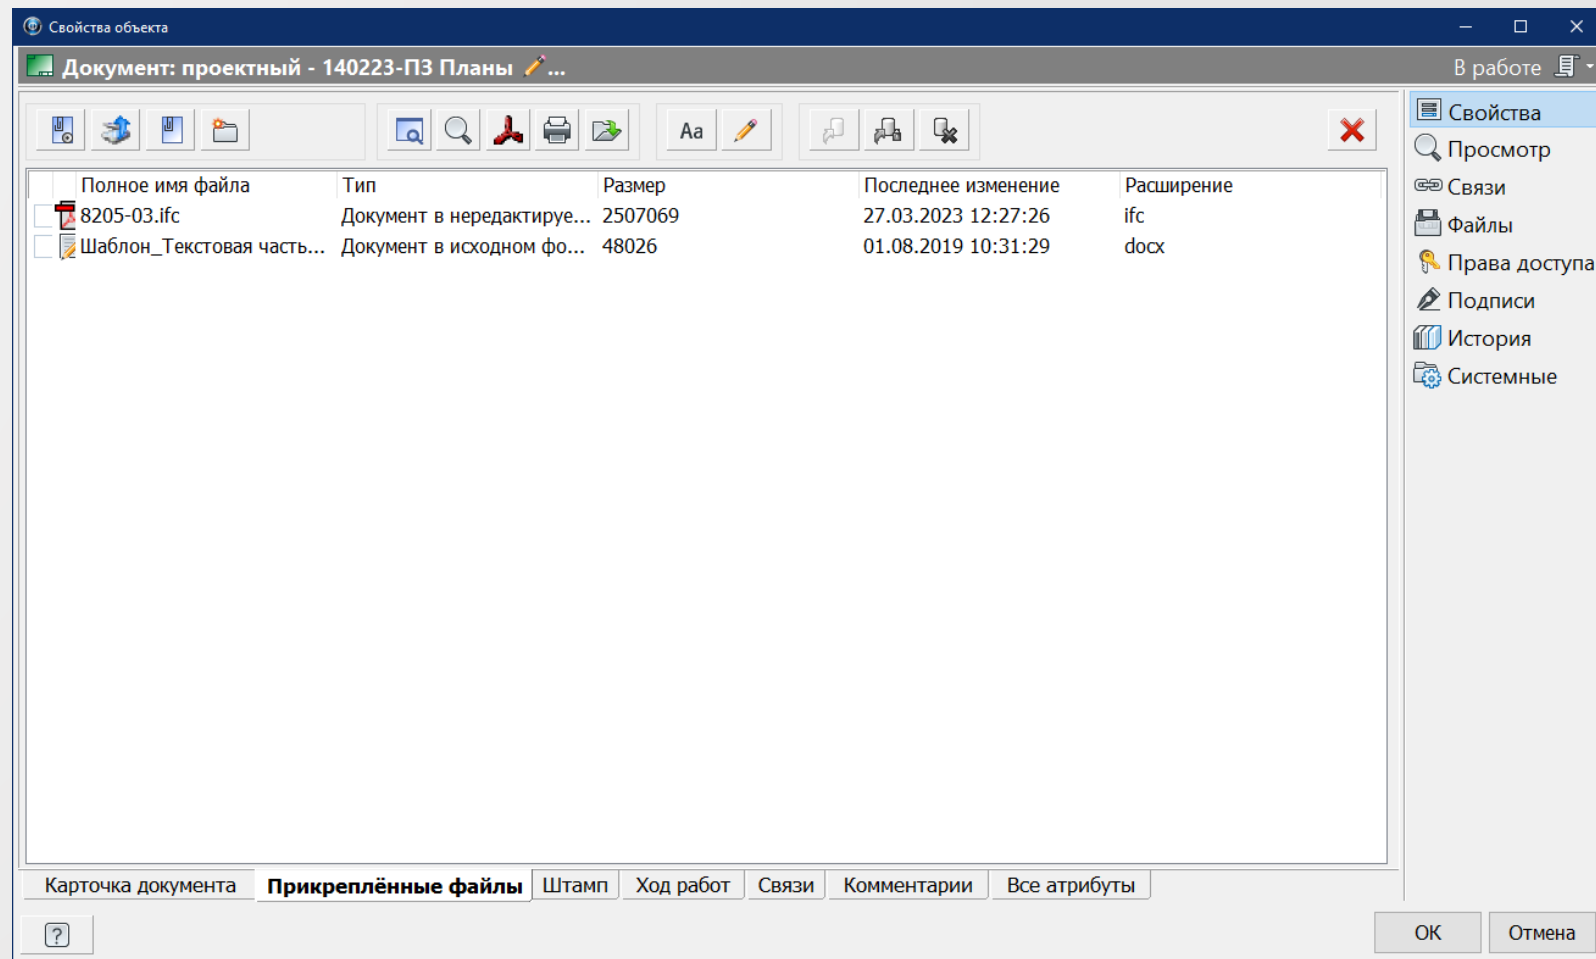 Свойства объекта
Документ: проектный - 140223-ПЗ Планы ... В работе
Aa
Свойства
Просмотр
Связи
Файлы
Права доступа
Подписи
История
Системные
Полное имя файла Тип Размер Последнее изменение Расширение
8205-03.ifc Документ в нередактируе... 2507069 27.03.2023 12:27:26 ifc
Шаблон_Текстовая часть... Документ в исходном фо... 48026 01.08.2019 10:31:29 docx
Карточка документа Прикреплённые файлы Штамп Ход работ Связи Комментарии Все атрибуты
? ОК Отмена